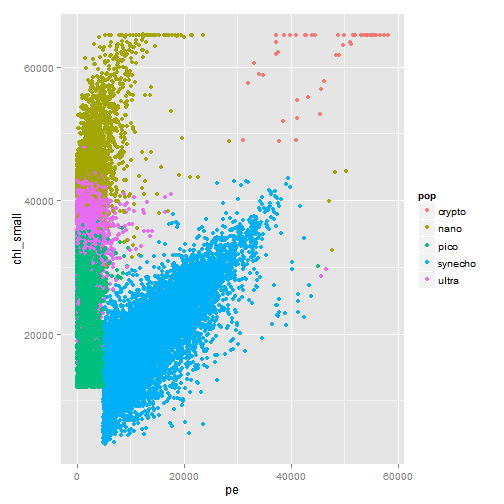 chl_small
60000
40000
20000
0
20000
40000
60000
pe
pop
crypto
nano
pico
synecho
ultra